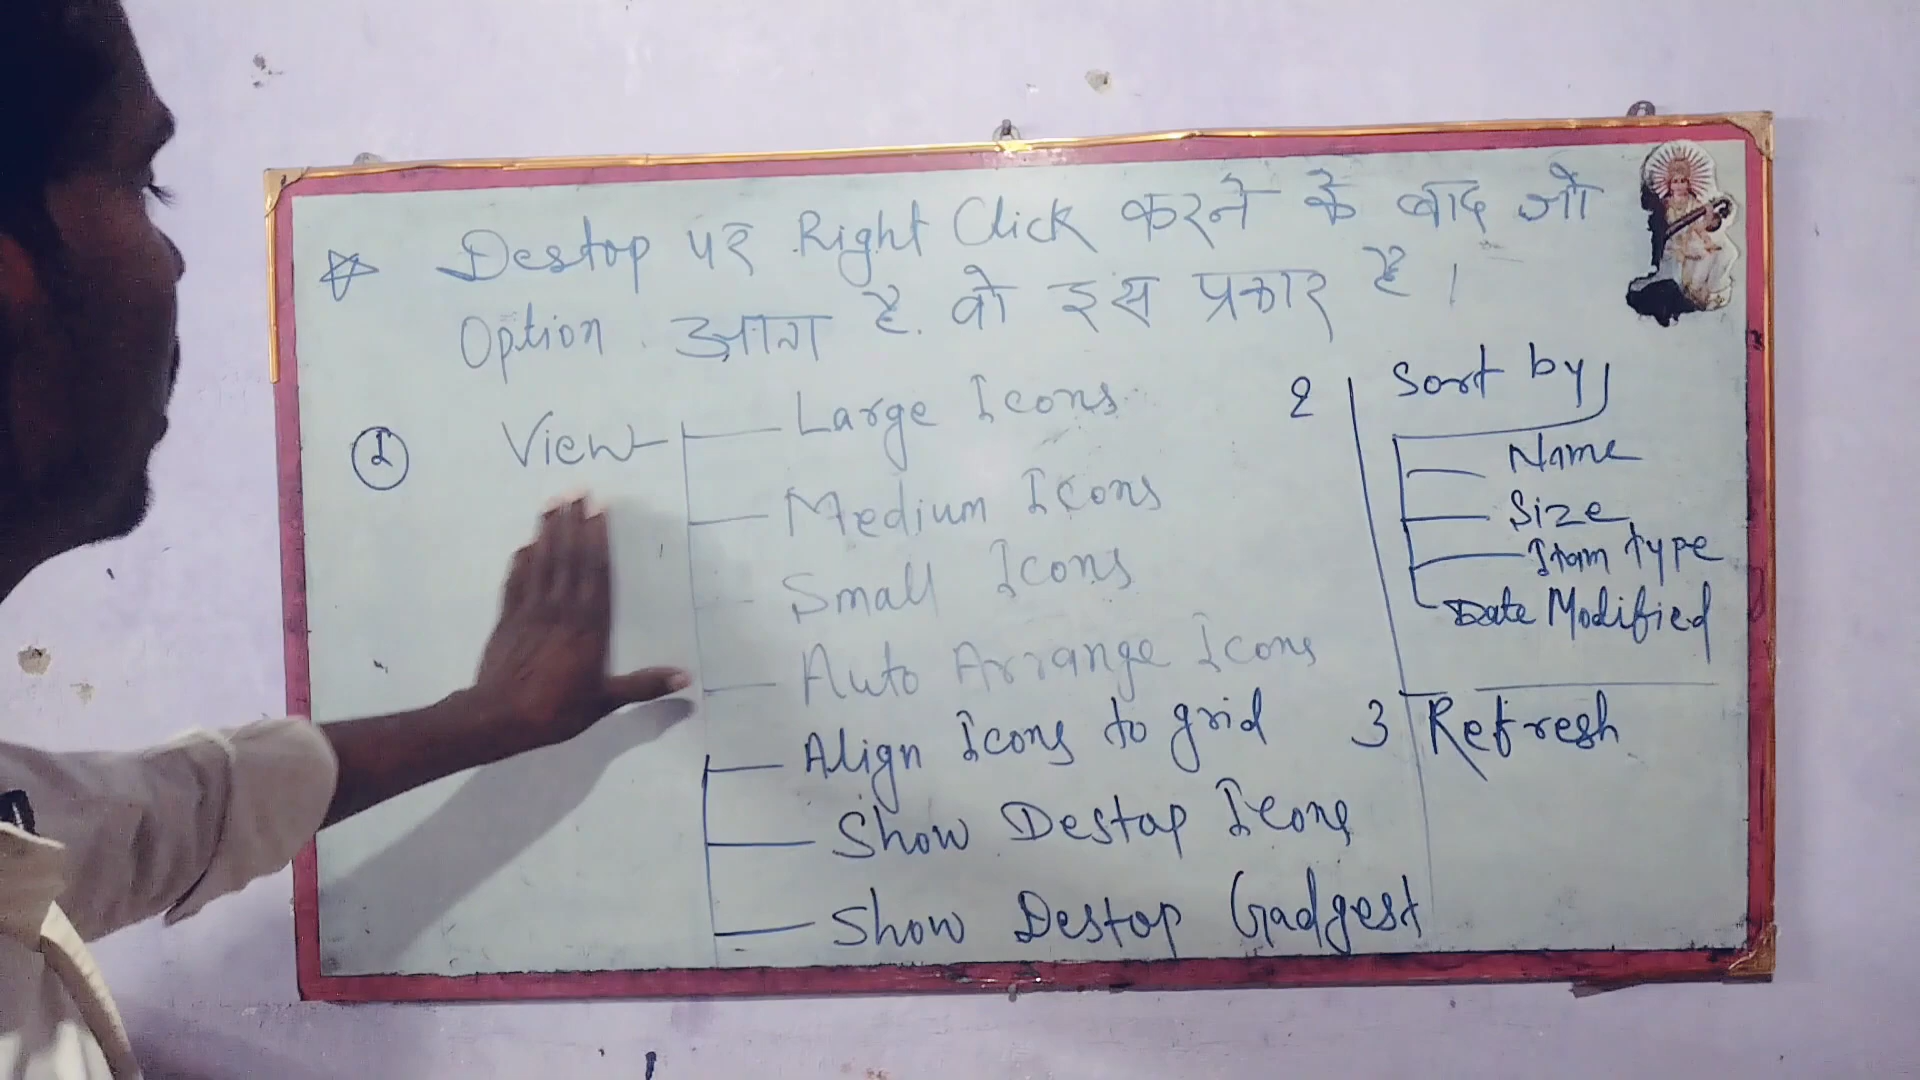 Destop पर Right Click करने के बाद जो
Option आता है. वो इस प्रकार है।
1 View
Large Icons
Medium Icons
Small Icons
Auto Arrange Icons
Align Icons to grid
Show Destop Icons
Show Destop Gadgest
2 Sort by
Name
Size
Itam type
Date Modified
3 Refresh